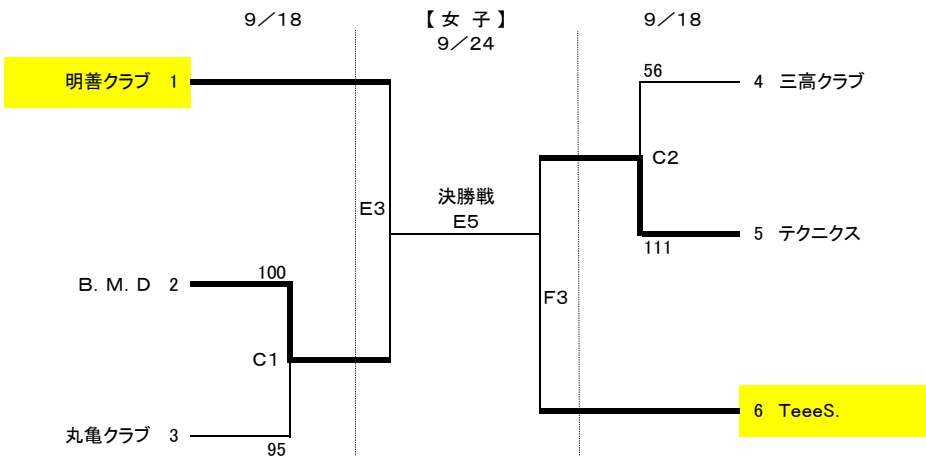 9／18
【 女 子 】
9／24
9／18
明善クラブ 1
56
4 三高クラブ
C2
決勝戦
E5
E3
5 テクニクス
111
B．M．D 2
100
F3
C1
6 TeeeS.
丸亀クラブ 3
95